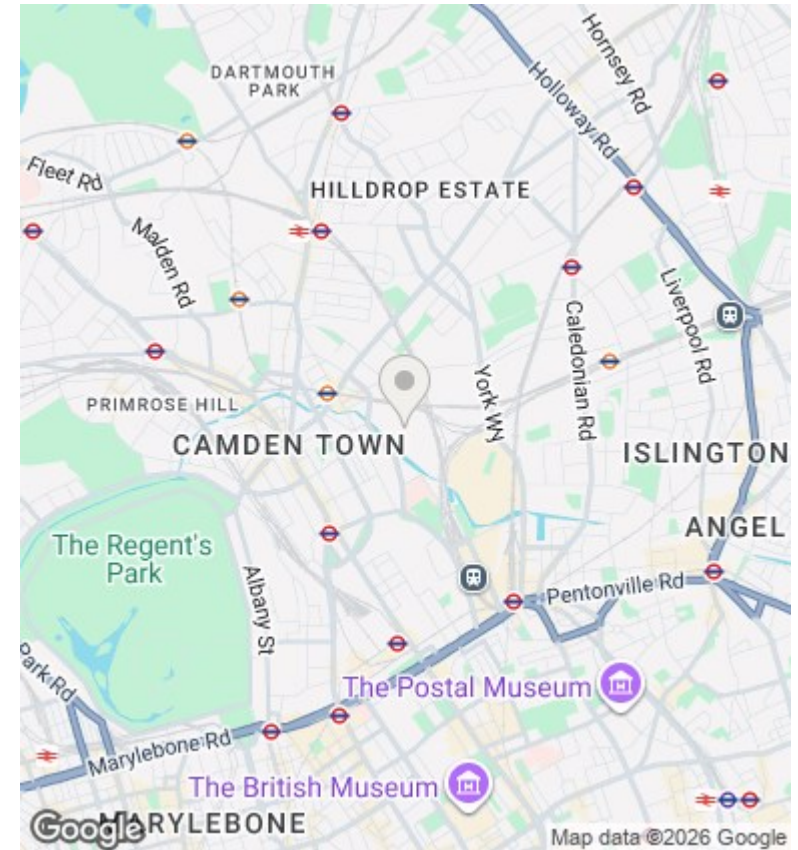 DARTMOUTH
PARK
Hornsey Rd
Holloway Rd
Fleet Rd
HILLDROP ESTATE
Malden Rd
Liverpool Rd
Caledonian Rd
York Wy
PRIMROSE HILL
CAMDEN TOWN
ISLINGTON
ANGEL
The Regent's
Park
Albany St
Pentonville Rd
Park Rd
The Postal Museum
Marylebone Rd
The British Museum
MARYLEBONE
Google
Map data ©2026 Google